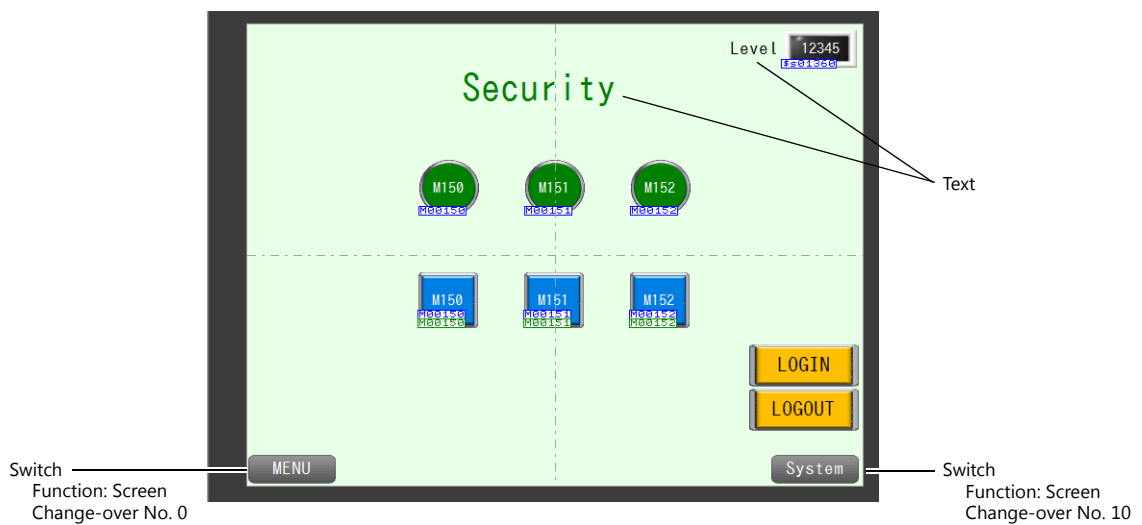 Level 12345
$s01360
Security
Text
M150 M151 M152
M00150 M00151 M00152
M150 M151 M152
M00150 M00151 M00152
M00150 M00151 M00152
LOGIN
LOGOUT
Switch MENU System Switch
Function: Screen Function: Screen
Change-over No. 0 Change-over No. 10